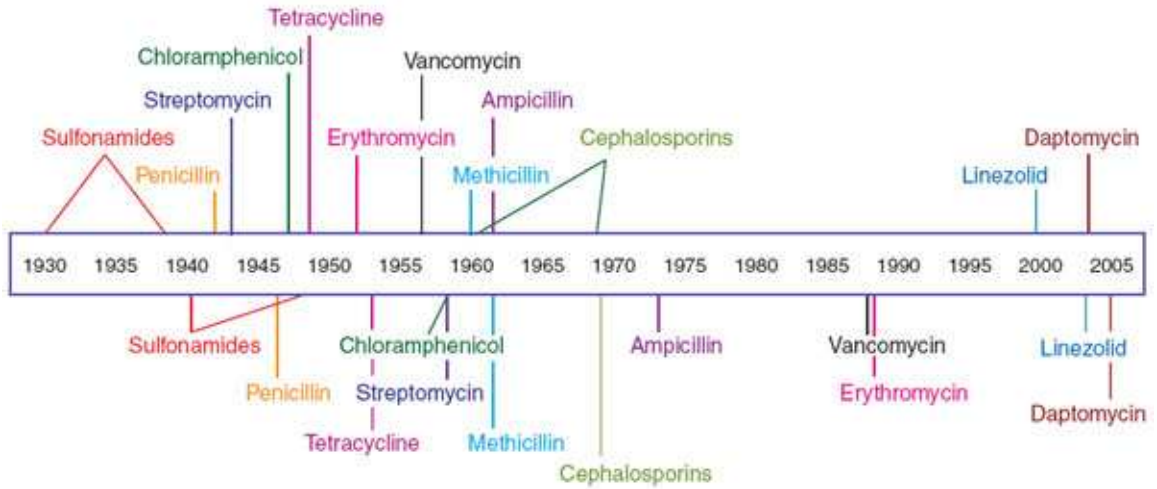 Tetracycline
Chloramphenicol
Vancomycin
Streptomycin
Ampicillin
Sulfonamides
Erythromycin
Cephalosporins
Daptomycin
Penicillin
Methicillin
Linezolid
1930 1935 1940 1945 1950 1955 1960 1965 1970 1975 1980 1985 1990 1995 2000 2005
Sulfonamides
Chloramphenicol
Ampicillin
Vancomycin
Linezolid
Penicillin
Streptomycin
Erythromycin
Daptomycin
Tetracycline
Methicillin
Cephalosporins